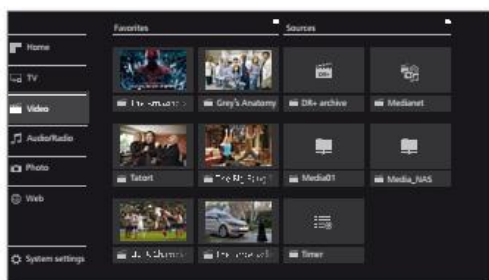 Favorites
Sources
Home
TV
Video
Audio/Radio
Photo
Web
System settings
Grey's Anatomy
DR+ archive
Medianet
Tatort
Media01
Media_NAS
Timer